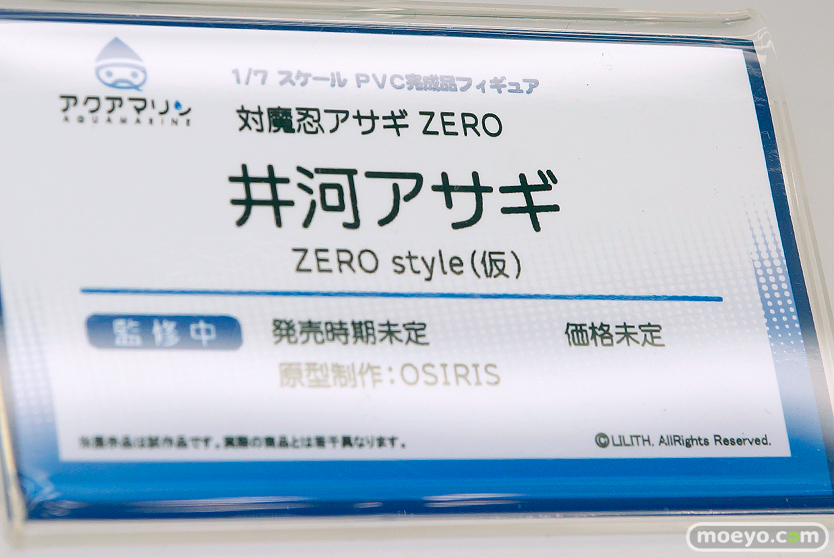 1/7 スケール PVC完成品フィギュア
アクアマリン
AQUAMARINE
対魔忍アサギ ZERO
井河アサギ
ZERO style(仮)
監修中
発売時期未定
価格未定
原型制作：OSIRIS
※展示品は試作品です。実際の商品とは若干異なります。
©LILITH. AllRights Reserved.
moeyo.com